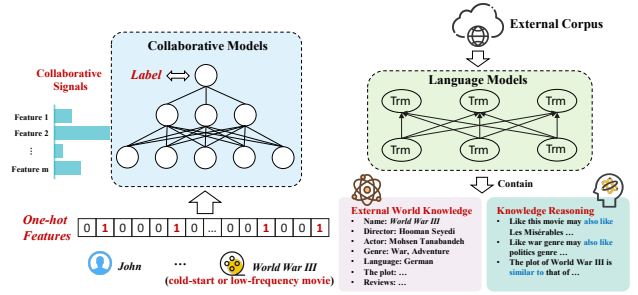 External Corpus
Collaborative Models
Label
Collaborative
Signals
Feature 1
Feature 2
⋮
Feature m
Language Models
Trm Trm Trm
Trm Trm Trm
Contain
One-hot
Features
0 1 0 0 0 1 0 ... 0 0 1 0 0 1
John ... World War III
(cold-start or low-frequency movie)
External World Knowledge
• Name: World War III
• Director: Hooman Seyedi
• Actor: Mohsen Tanabandeh
• Genre: War, Adventure
• Language: German
• The plot: ...
• Reviews: ...
Knowledge Reasoning
• Like this movie may also like
Les Misérables ...
• Like war genre may also like
politics genre ...
• The plot of World War III is
similar to that of ...